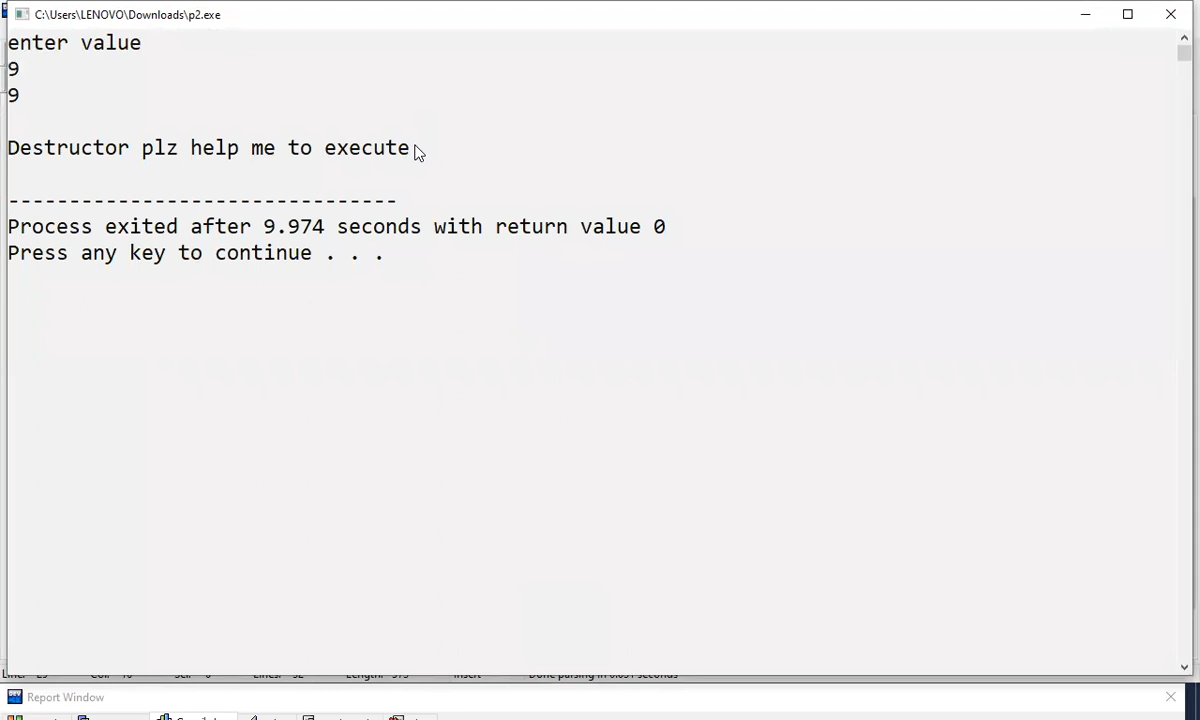 C:\Users\LENOVO\Downloads\p2.exe
enter value
9
9
Destructor plz help me to execute
--------------------------------
Process exited after 9.974 seconds with return value 0
Press any key to continue . . .
Report Window